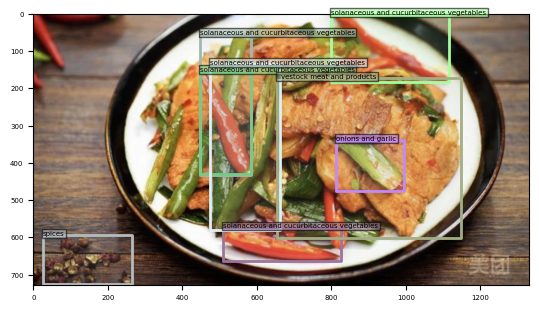 solanaceous and cucurbitaceous vegetables
solanaceous and cucurbitaceous vegetables
solanaceous and cucurbitaceous vegetables
solanaceous and cucurbitaceous vegetables
livestock meat and products
onions and garlic
solanaceous and cucurbitaceous vegetables
spices
美团
0
100
200
300
400
500
600
700
0 200 400 600 800 1000 1200